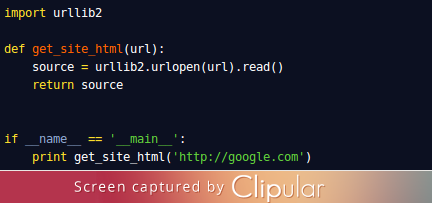 import urllib2
def get_site_html(url):
    source = urllib2.urlopen(url).read()
    return source
if __name__ == '__main__':
    print get_site_html('http://google.com')
Screen captured by Clipular